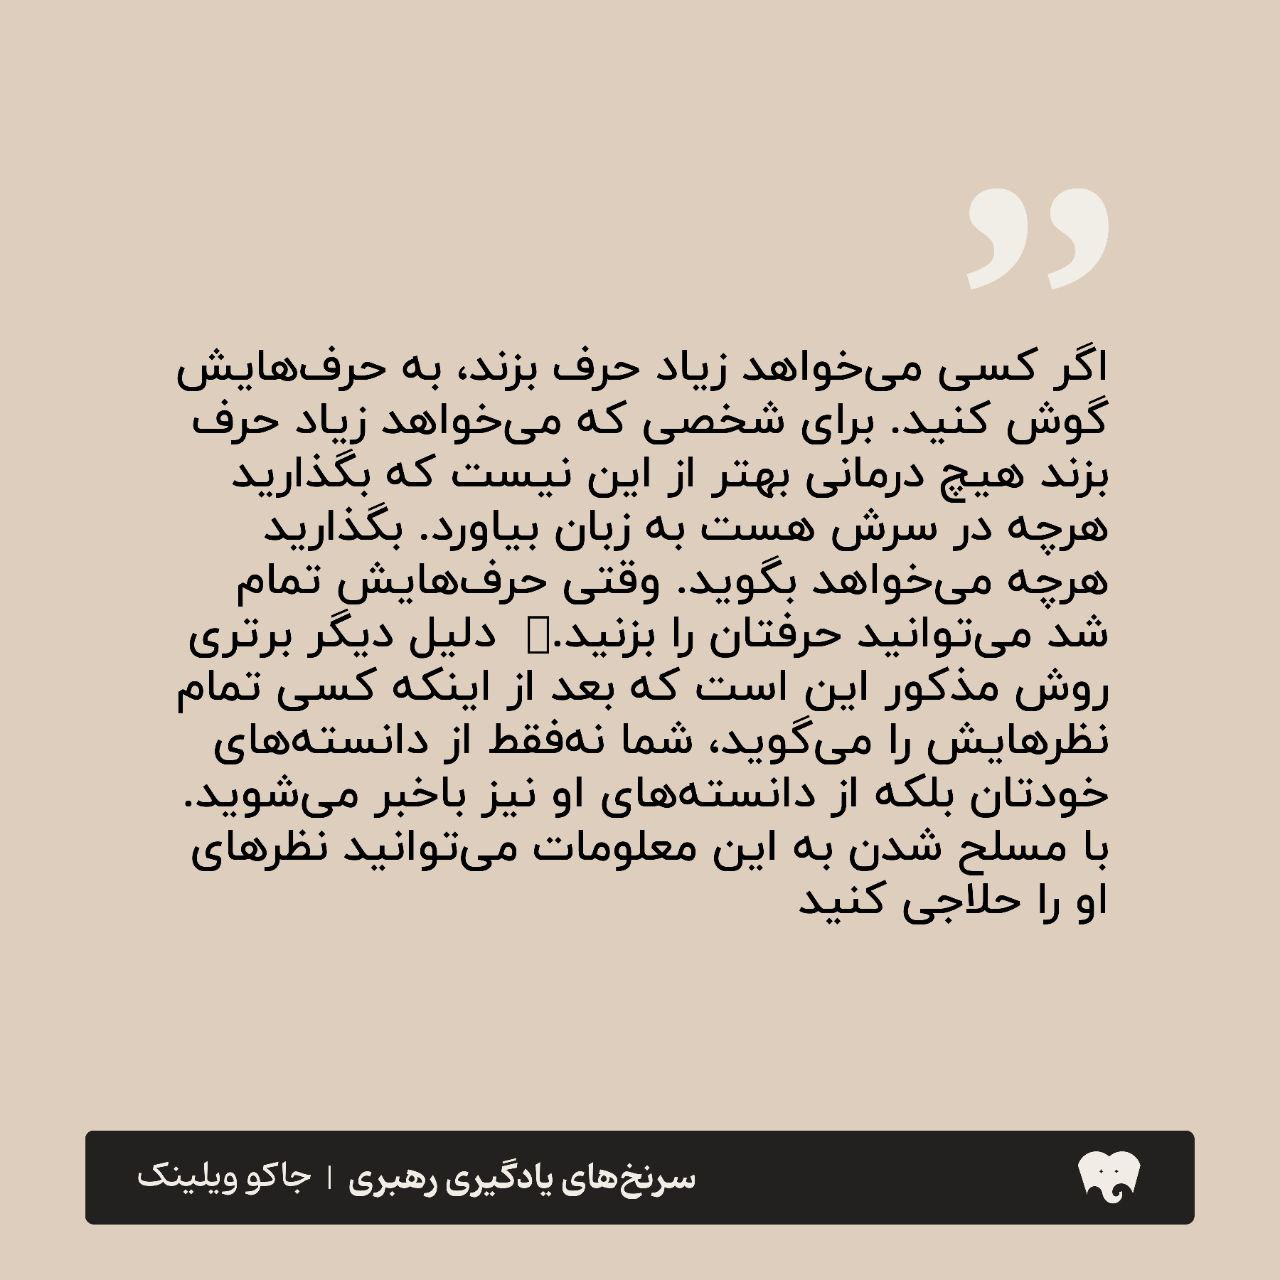 اگر کسی می‌خواهد زیاد حرف بزند، به حرف‌هایش
گوش کنید. برای شخصی که می‌خواهد زیاد حرف
بزند هیچ درمانی بهتر از این نیست که بگذارید
هرچه در سرش هست به زبان بیاورد. بگذارید
هرچه می‌خواهد بگوید. وقتی حرف‌هایش تمام
شد می‌توانید حرفتان را بزنید. دلیل دیگر برتری
روش مذکور این است که بعد از اینکه کسی تمام
نظرهایش را می‌گوید، شما نه‌فقط از دانسته‌های
خودتان بلکه از دانسته‌های او نیز باخبر می‌شوید.
با مسلح شدن به این معلومات می‌توانید نظرهای
او را حلاجی کنید
سرنخ‌های یادگیری رهبری | جاکو ویلینک